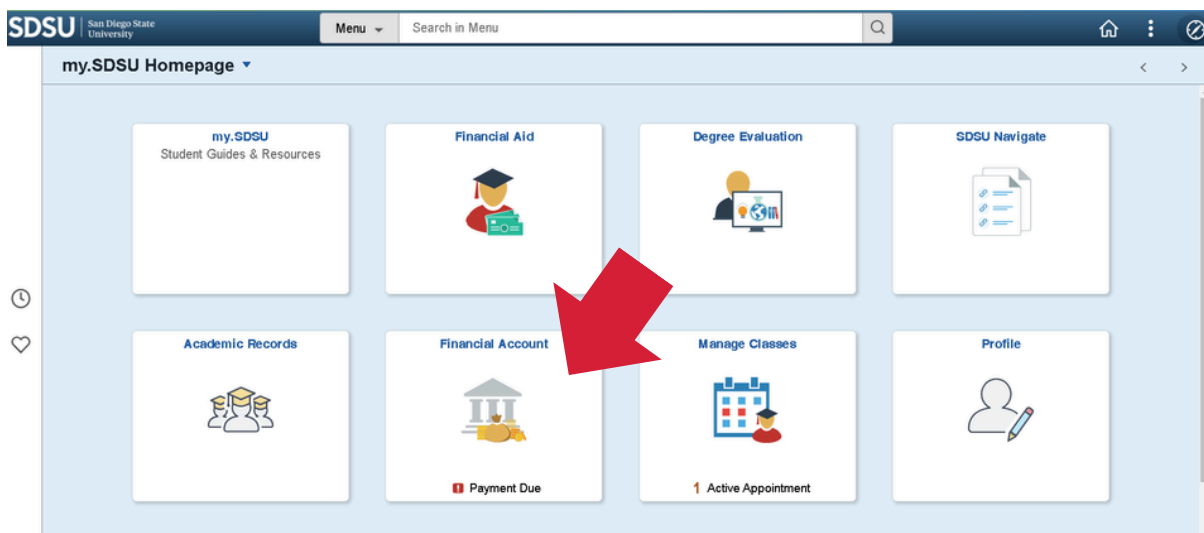 SDSU San Diego State
University
Menu
Search in Menu
my.SDSU Homepage
my.SDSU
Student Guides & Resources
Financial Aid
Degree Evaluation
SDSU Navigate
Academic Records
Financial Account
Payment Due
Manage Classes
1 Active Appointment
Profile